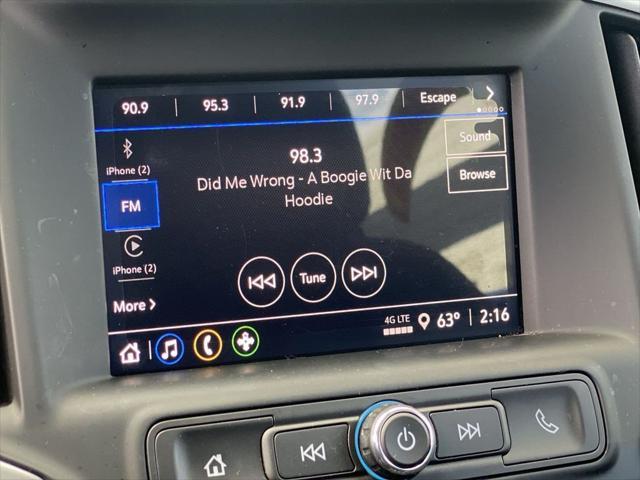 90.9 95.3 91.9 97.9 Escape
iPhone (2)
98.3
Sound
Did Me Wrong - A Boogie Wit Da
Hoodie
Browse
FM
iPhone (2)
Tune
More
4G LTE
63° 2:16